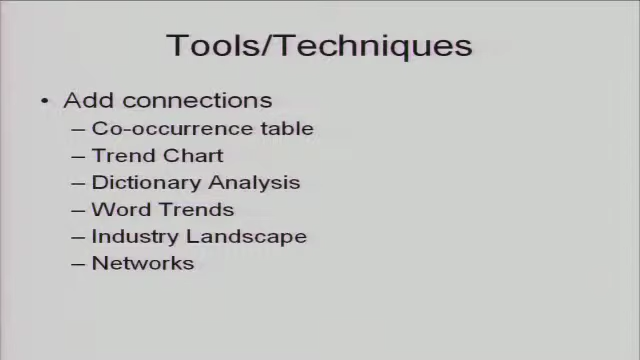 Tools/Techniques
• Add connections
– Co-occurrence table
– Trend Chart
– Dictionary Analysis
– Word Trends
– Industry Landscape
– Networks